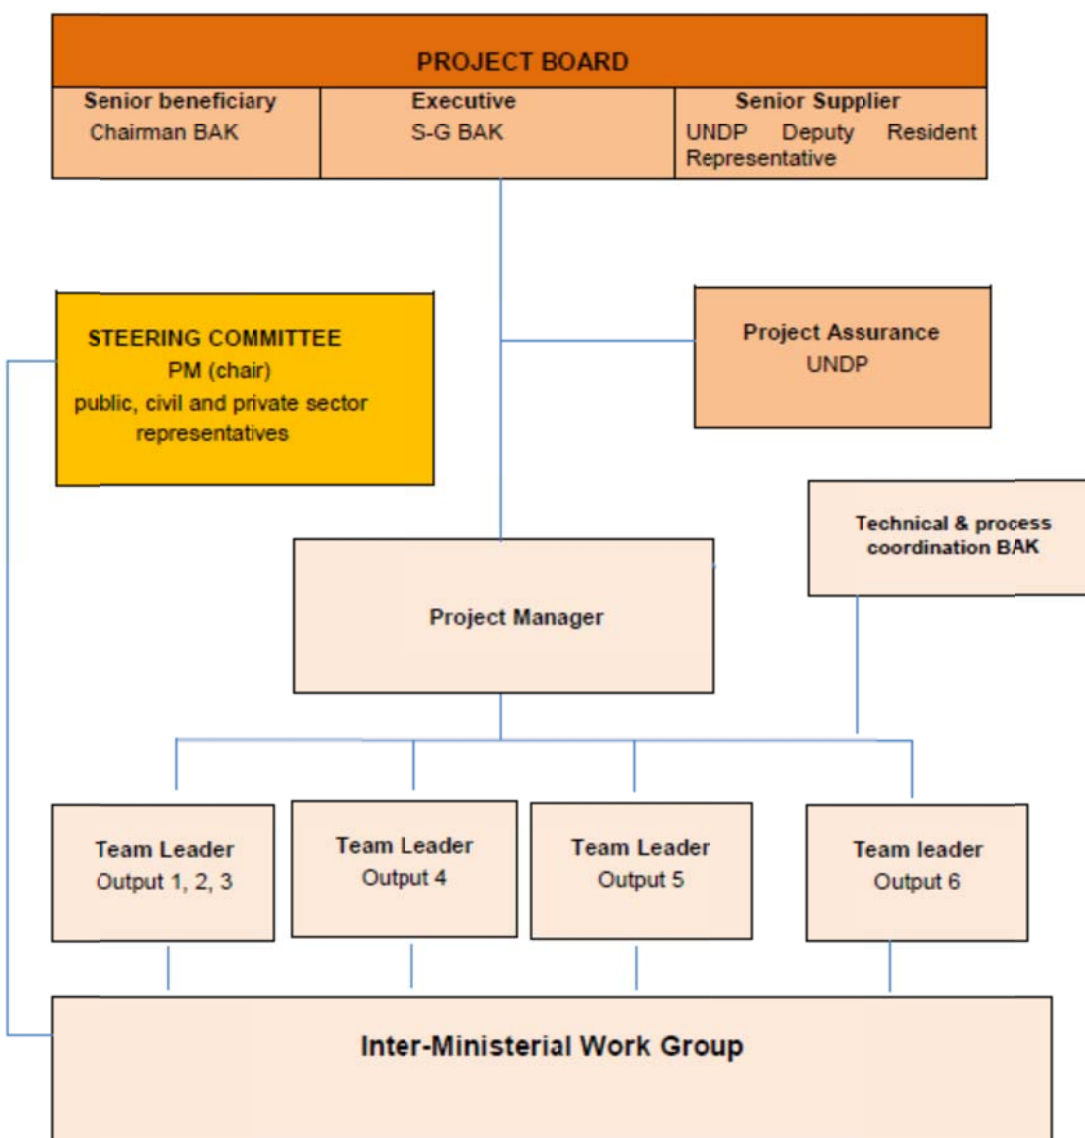 PROJECT BOARD
Senior beneficiary
Chairman BAK
Executive
S-G BAK
Senior Supplier
UNDP Deputy Resident
Representative
STEERING COMMITTEE
PM (chair)
public, civil and private sector
representatives
Project Assurance
UNDP
Technical & process
coordination BAK
Project Manager
Team Leader
Output 1, 2, 3
Team Leader
Output 4
Team Leader
Output 5
Team leader
Output 6
Inter-Ministerial Work Group